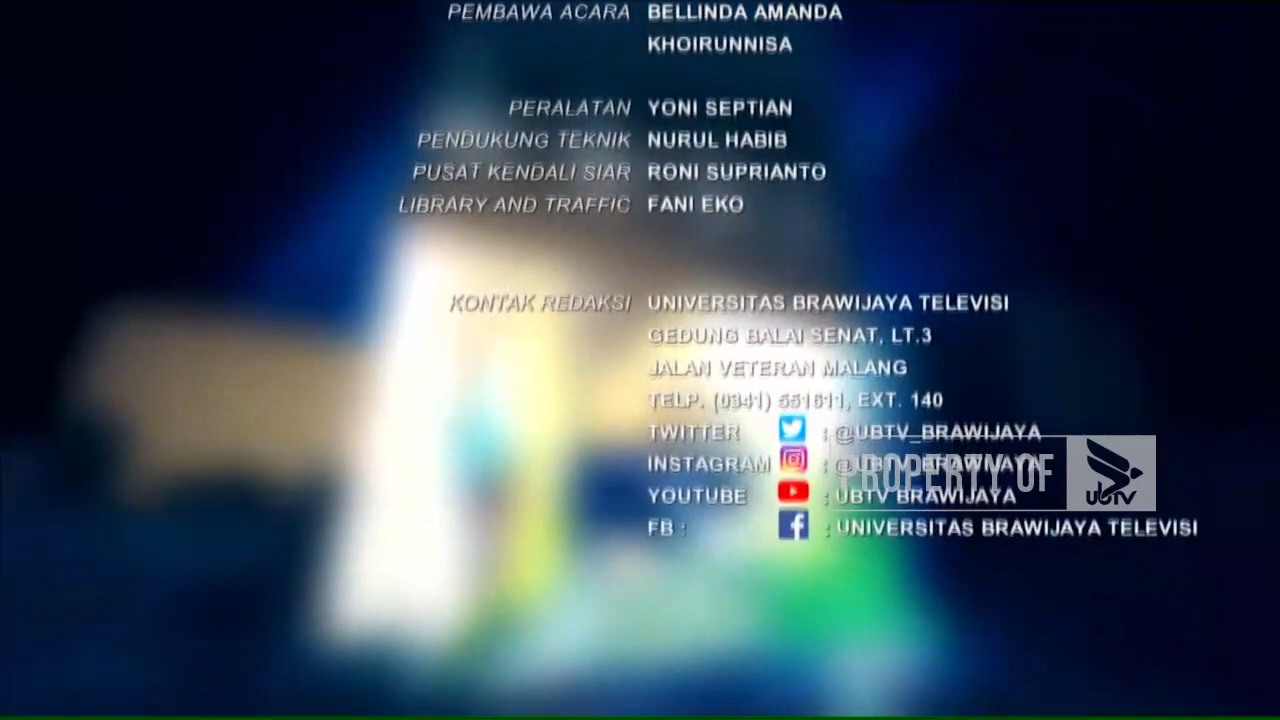 PEMBAWA ACARA BELLINDA AMANDA
KHOIRUNNISA
PERALATAN YONI SEPTIAN
PENDUKUNG TEKNIK NURUL HABIB
PUSAT KENDALI SIAR RONI SUPRIANTO
LIBRARY AND TRAFFIC FANI EKO
KONTAK REDAKSI UNIVERSITAS BRAWIJAYA TELEVISI
GEDUNG BALAI SENAT, LT.3
JALAN VETERAN MALANG
TELP. (0341) 551611, EXT. 140
TWITTER : @UBTV_BRAWIJAYA
INSTAGRAM : @UBTV_BRAWIJAYA
YOUTUBE : UBTV BRAWIJAYA
FB : : UNIVERSITAS BRAWIJAYA TELEVISI
PROPERTY OF UBTV